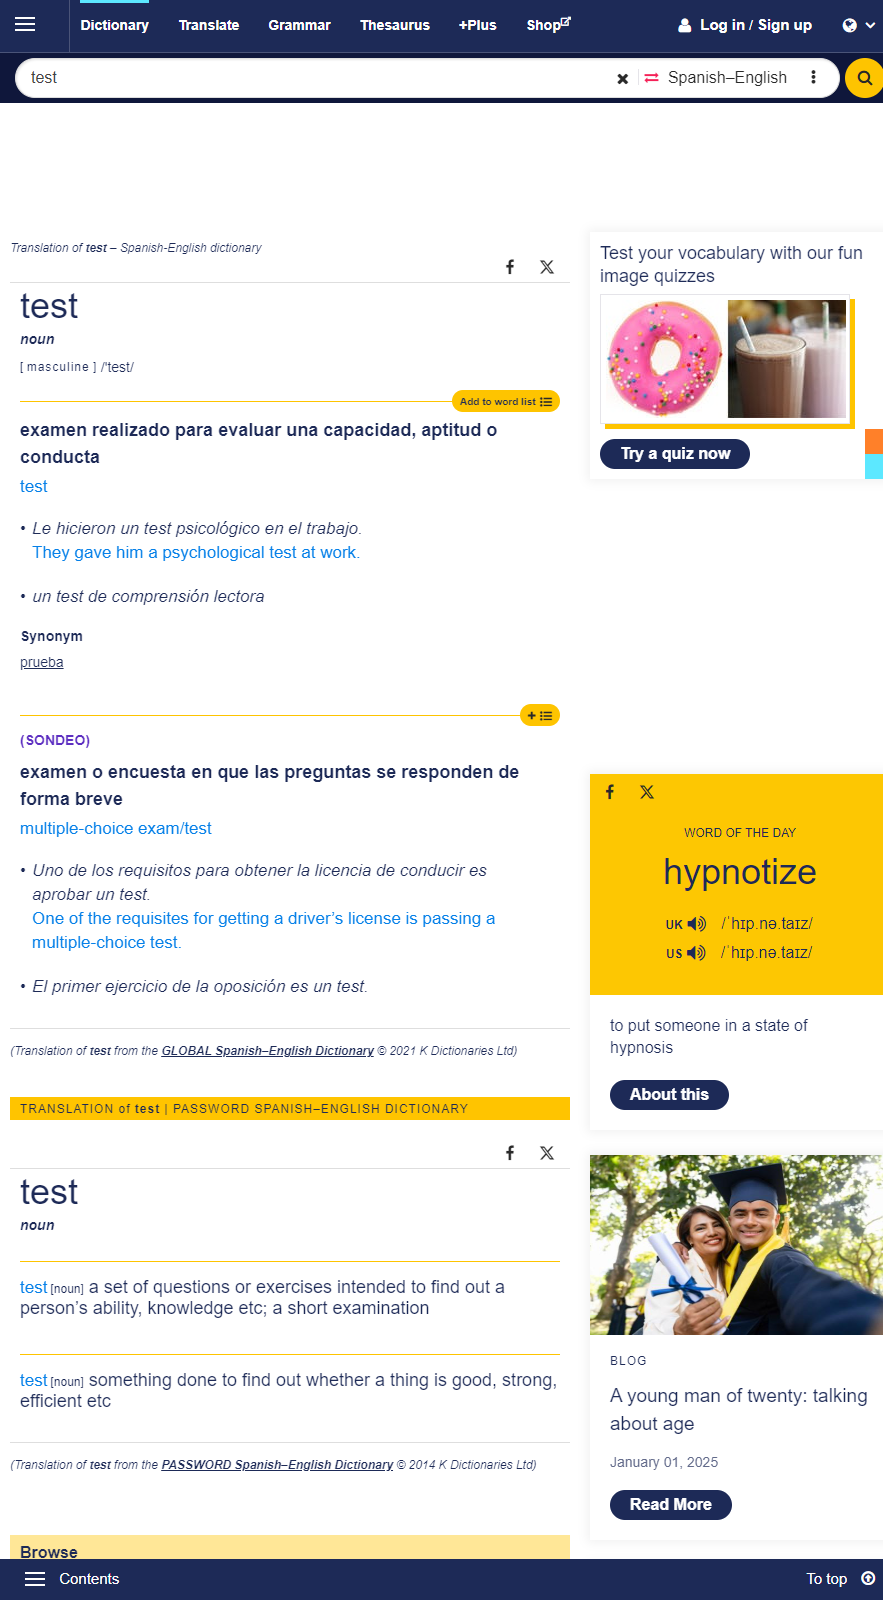 Dictionary Translate Grammar Thesaurus +Plus Shop Log in / Sign up
test Spanish–English
Translation of test – Spanish-English dictionary
test
noun
[ masculine ] /'test/
Add to word list
examen realizado para evaluar una capacidad, aptitud o
conducta
test
• Le hicieron un test psicológico en el trabajo.
They gave him a psychological test at work.
• un test de comprensión lectora
Synonym
prueba
(SONDEO)
examen o encuesta en que las preguntas se responden de
forma breve
multiple-choice exam/test
• Uno de los requisitos para obtener la licencia de conducir es
aprobar un test.
One of the requisites for getting a driver's license is passing a
multiple-choice test.
• El primer ejercicio de la oposición es un test.
(Translation of test from the GLOBAL Spanish–English Dictionary © 2021 K Dictionaries Ltd)
TRANSLATION of test | PASSWORD SPANISH–ENGLISH DICTIONARY
test
noun
test [noun] a set of questions or exercises intended to find out a
person's ability, knowledge etc; a short examination
test [noun] something done to find out whether a thing is good, strong,
efficient etc
(Translation of test from the PASSWORD Spanish–English Dictionary © 2014 K Dictionaries Ltd)
Browse
Test your vocabulary with our fun
image quizzes
Try a quiz now
WORD OF THE DAY
hypnotize
UK /ˈhɪp.nə.taɪz/
US /ˈhɪp.nə.taɪz/
to put someone in a state of
hypnosis
About this
BLOG
A young man of twenty: talking
about age
January 01, 2025
Read More
Contents To top